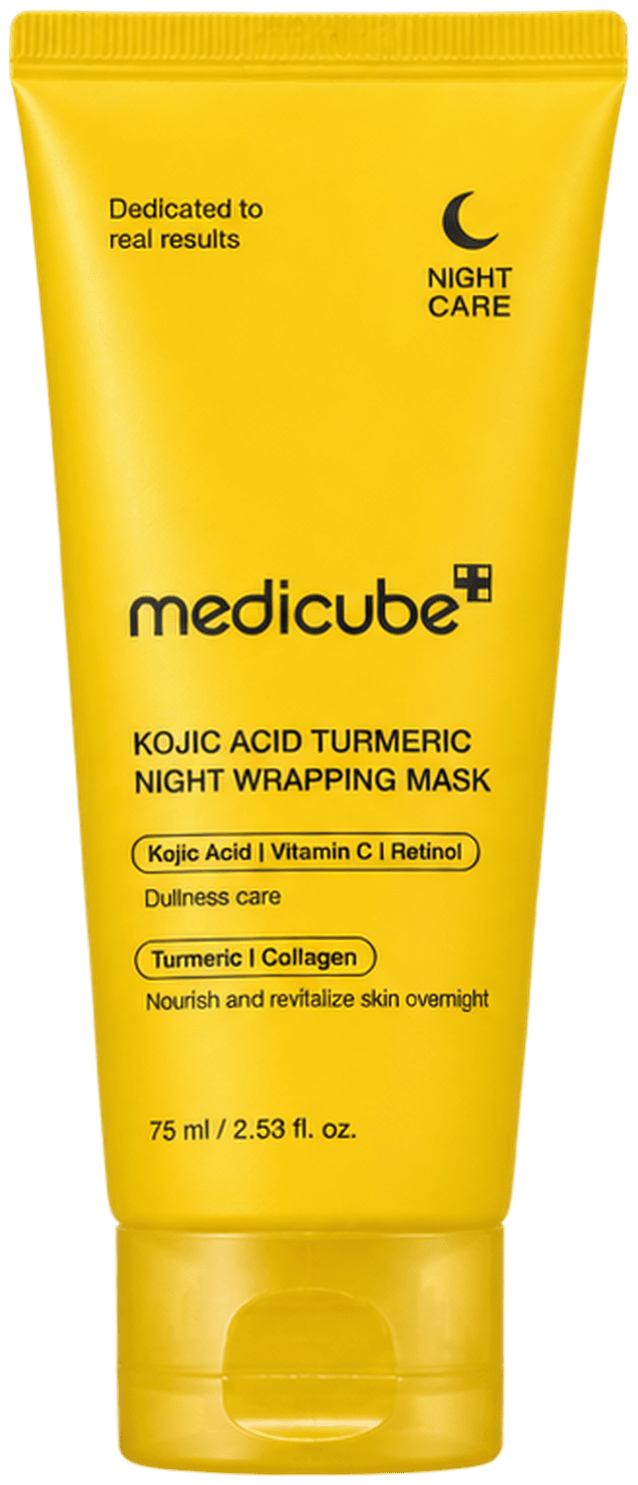 Dedicated to
real results
NIGHT
CARE
medicube
KOJIC ACID TURMERIC
NIGHT WRAPPING MASK
Kojic Acid | Vitamin C | Retinol
Dullness care
Turmeric | Collagen
Nourish and revitalize skin overnight
75 ml / 2.53 fl. oz.